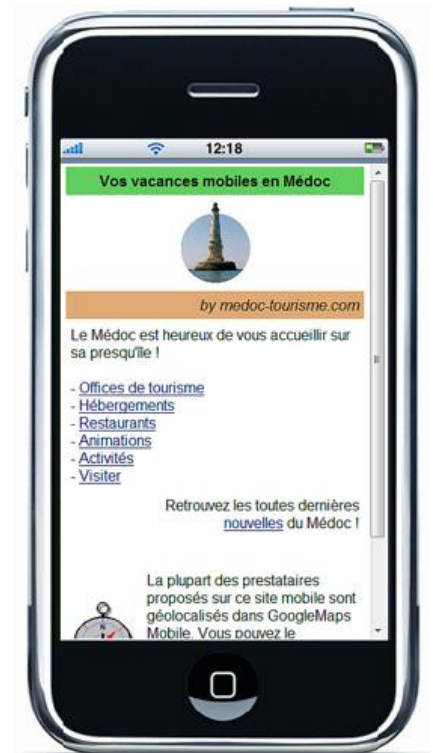 12:18
Vos vacances mobiles en Médoc
by medoc-tourisme.com
Le Médoc est heureux de vous accueillir sur
sa presqu'île !
- Offices de tourisme
- Hébergements
- Restaurants
- Animations
- Activités
- Visiter
Retrouvez les toutes dernières
nouvelles du Médoc !
La plupart des prestataires
proposés sur ce site mobile sont
géolocalisés dans GoogleMaps
Mobile. Vous pouvez le